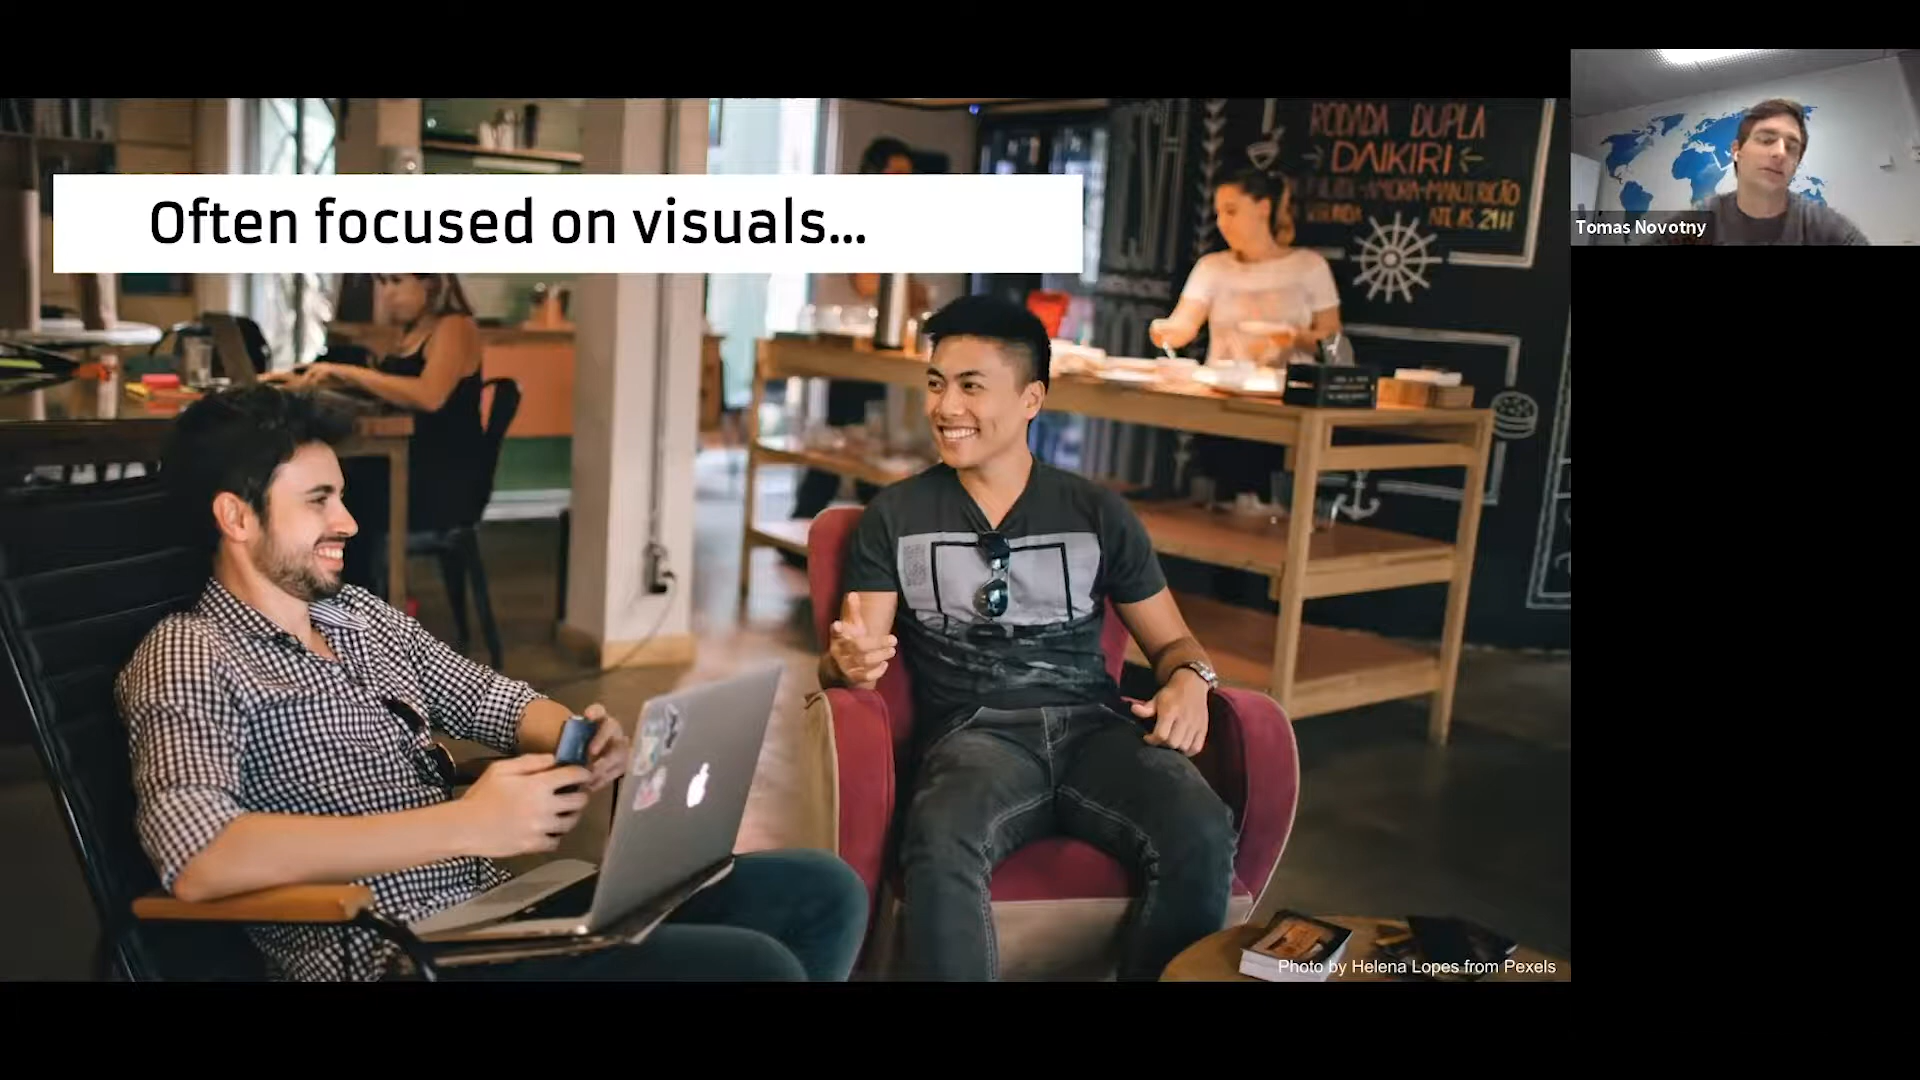 Often focused on visuals...
RODADA DUPLA
DAIKIRI
Tomas Novotny
Photo by Helena Lopes from Pexels